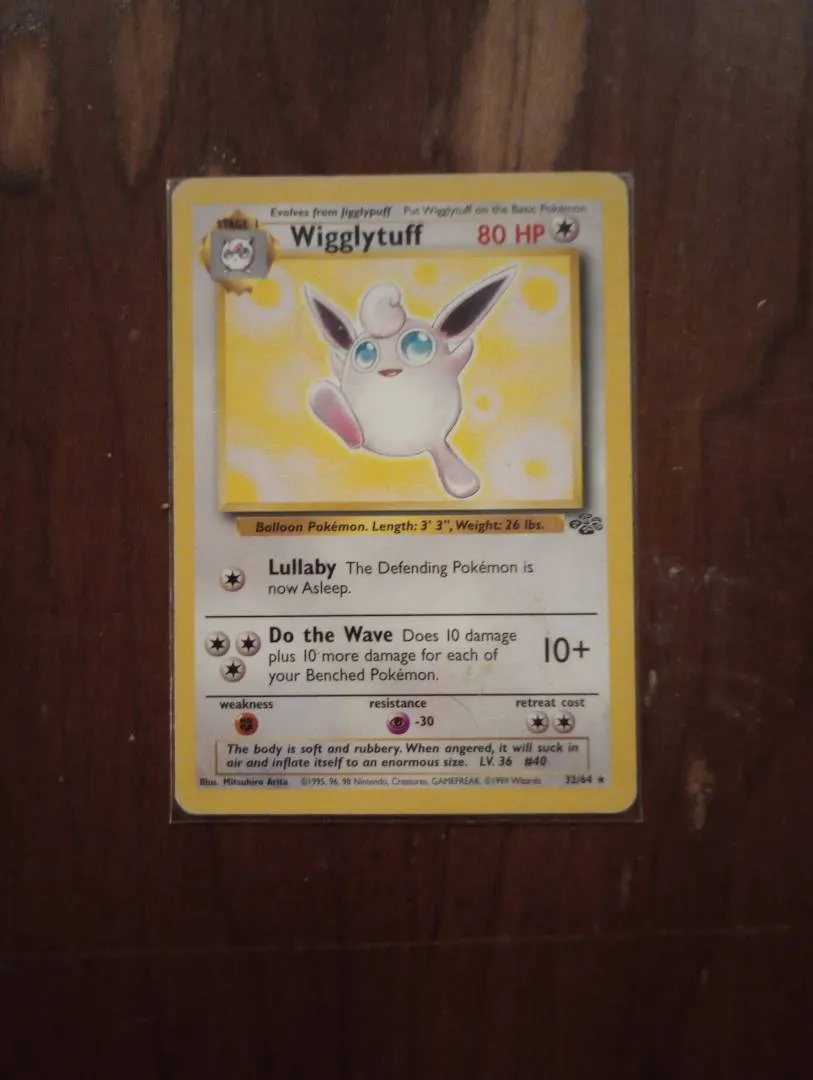 Evolves from Jigglypuff Put Wigglytuff on the Basic Pokémon
STAGE 1
Wigglytuff 80 HP
Balloon Pokémon. Length: 3' 3", Weight: 26 lbs.
Lullaby The Defending Pokémon is
now Asleep.
Do the Wave Does 10 damage
plus 10 more damage for each of
your Benched Pokémon.
10+
weakness resistance retreat cost
-30
The body is soft and rubbery. When angered, it will suck in
air and inflate itself to an enormous size. LV. 36 #40
Illus. Mitsuhiro Arita ©1995, 96, 98 Nintendo, Creatures, GAMEFREAK. ©1999 Wizards 32/64 ★